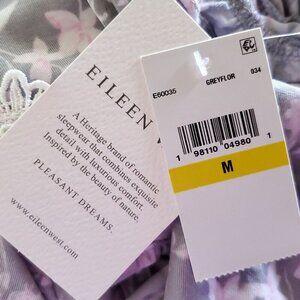 EILEEN
A Heritage brand of romantic
sleepwear that combines exquisite
detail with luxurious comfort.
Inspired by the beauty of nature.
PLEASANT DREAMS.
www.eileenwest.com
E60035 GREYFLOR 034
1 98110 04980 1
M